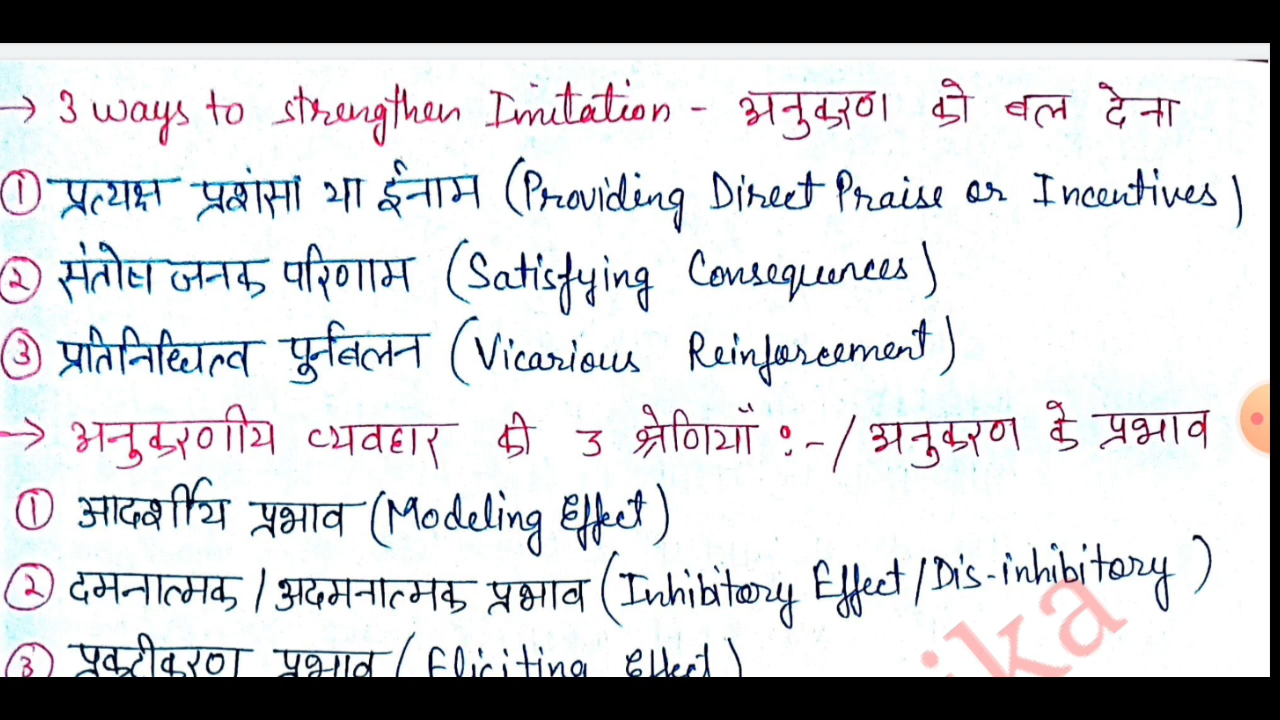 → 3 ways to strengthen Imitation - अनुकरण को बल देना
① प्रत्यक्ष प्रशंसा या ईनाम (Providing Direct Praise or Incentives)
② संतोष जनक परिणाम (Satisfying Consequences)
③ प्रतिनिधित्व पुर्नबलन (Vicarious Reinforcement)
→ अनुकरणीय व्यवहार की 3 श्रेणियाँ :- / अनुकरण के प्रभाव
① आदर्शीय प्रभाव (Modeling Effect)
② दमनात्मक / अदमनात्मक प्रभाव (Inhibitory Effect / Dis-inhibitory)
③ प्रकटीकरण प्रभाव (Eliciting Effect)
ika